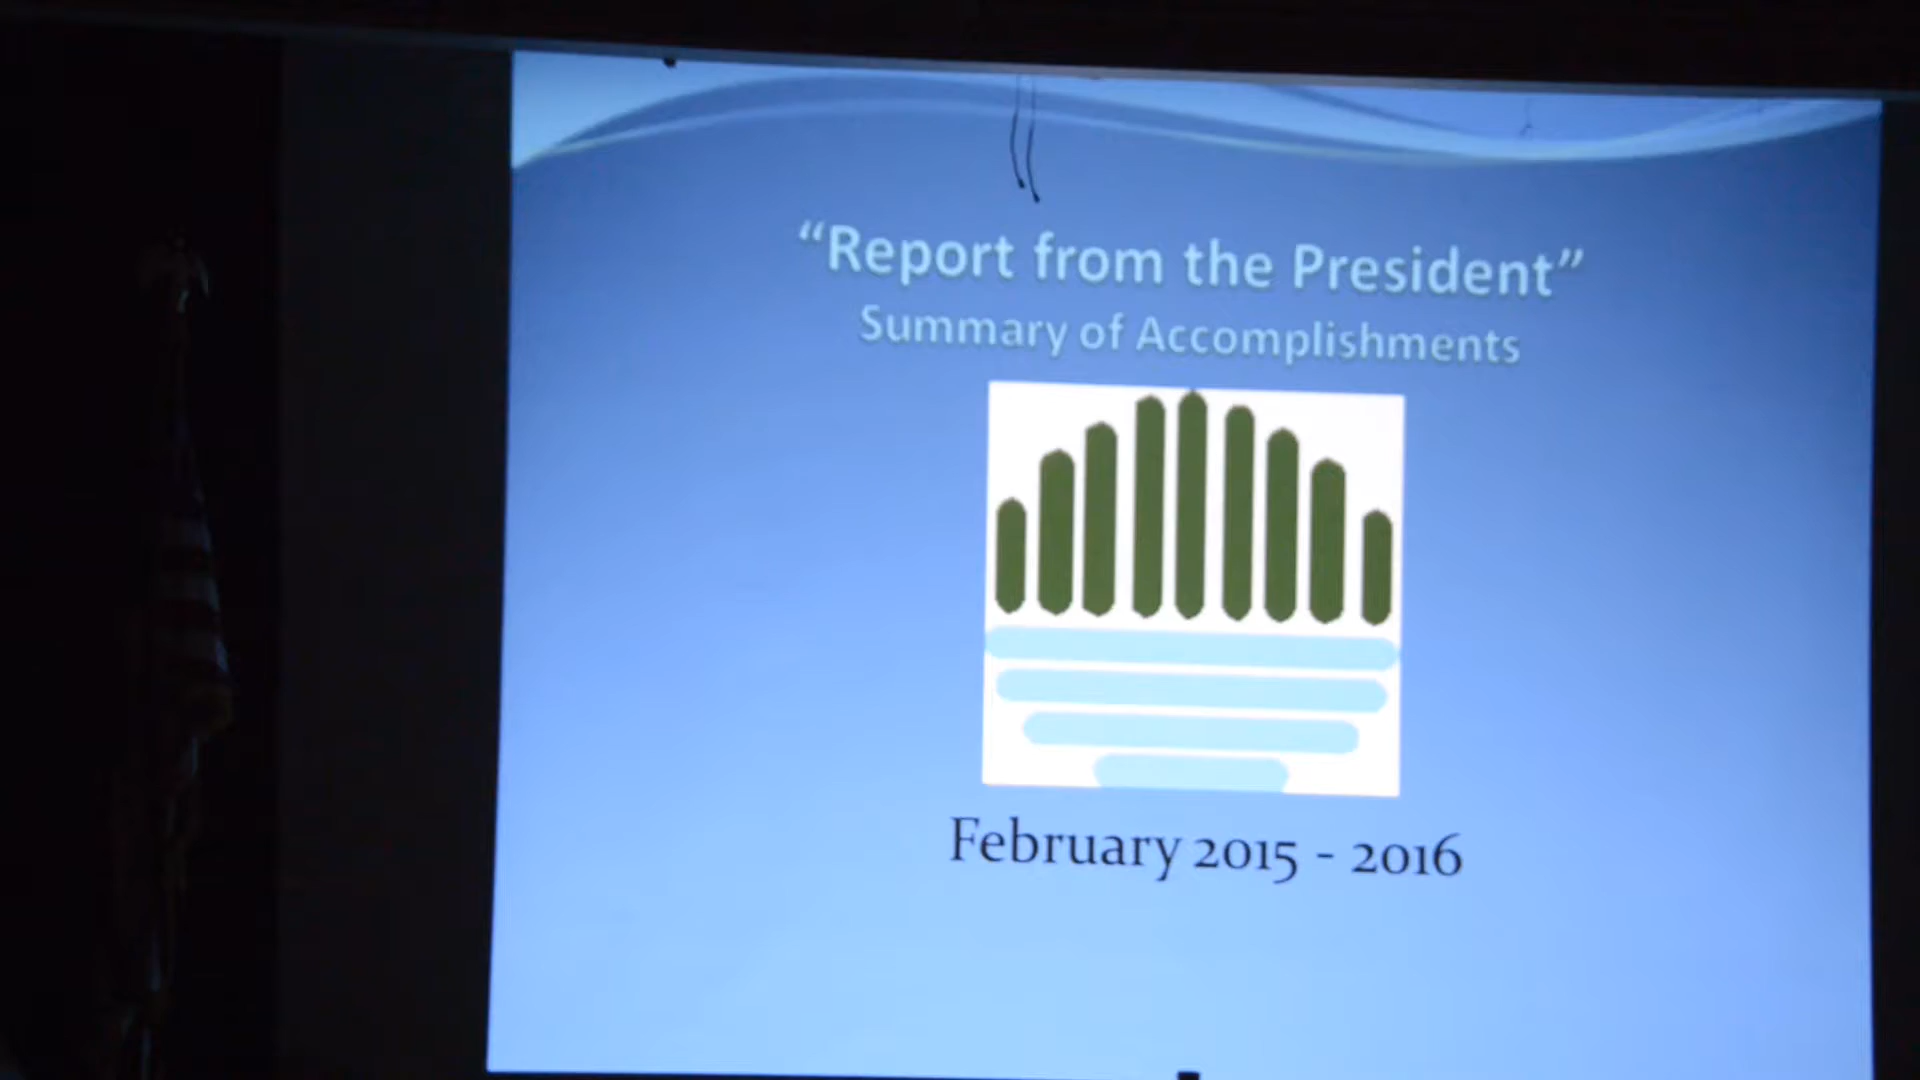 “Report from the President”
Summary of Accomplishments
February 2015 - 2016